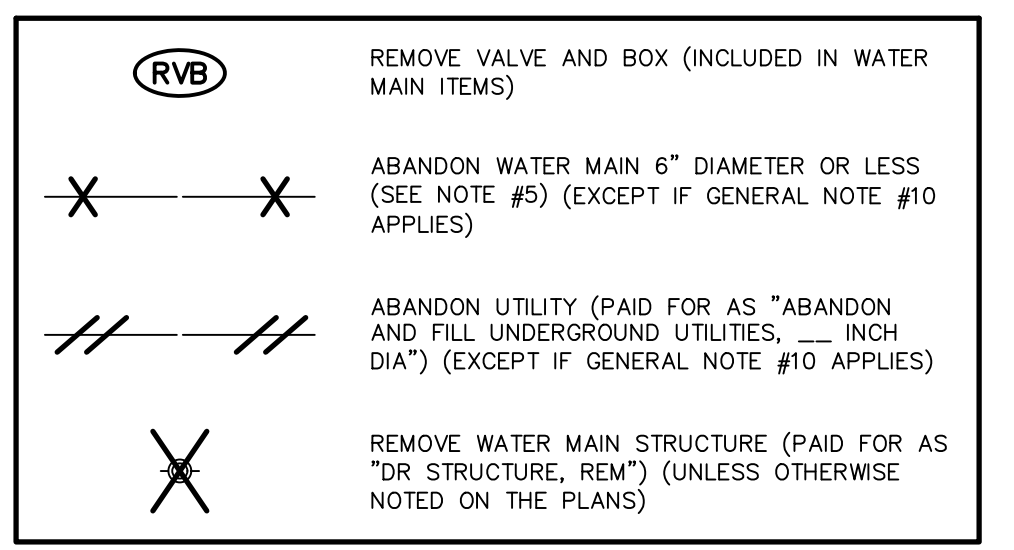 RVB
REMOVE VALVE AND BOX (INCLUDED IN WATER
MAIN ITEMS)
ABANDON WATER MAIN 6" DIAMETER OR LESS
(SEE NOTE #5) (EXCEPT IF GENERAL NOTE #10
APPLIES)
ABANDON UTILITY (PAID FOR AS "ABANDON
AND FILL UNDERGROUND UTILITIES, __ INCH
DIA") (EXCEPT IF GENERAL NOTE #10 APPLIES)
REMOVE WATER MAIN STRUCTURE (PAID FOR AS
"DR STRUCTURE, REM") (UNLESS OTHERWISE
NOTED ON THE PLANS)